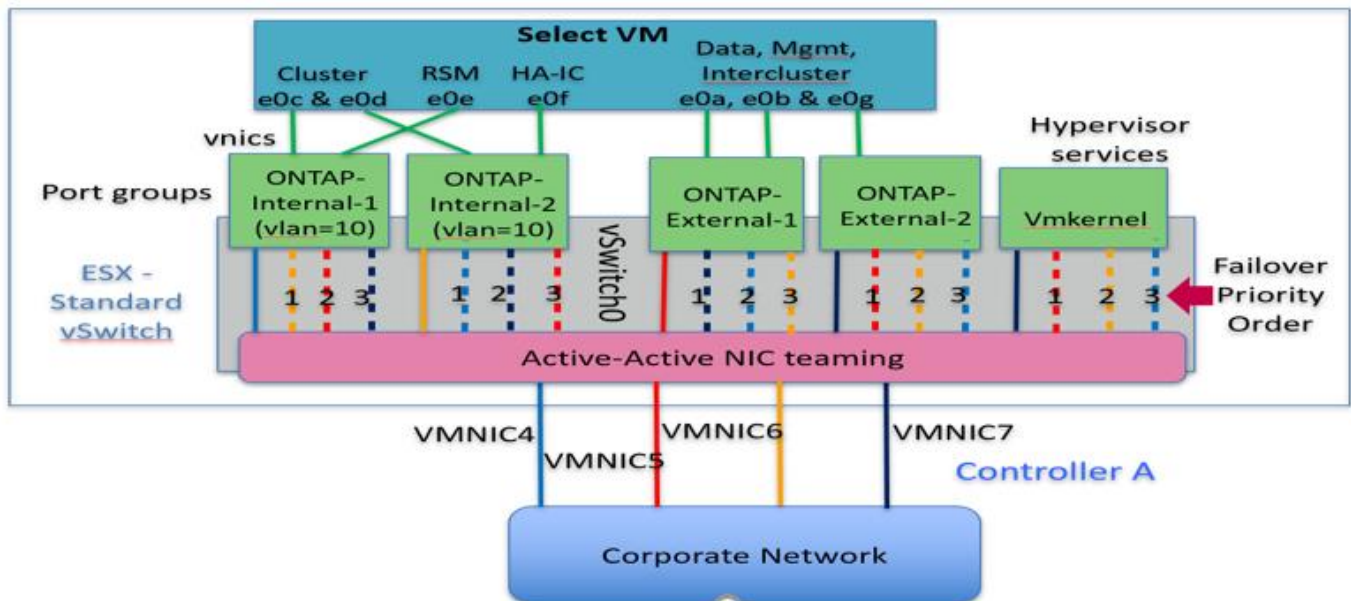 Select VM
Cluster
e0c & e0d
RSM
e0e
HA-IC
e0f
Data, Mgmt,
Intercluster
e0a, e0b & e0g
vnics
Hypervisor
services
Port groups
ONTAP-
Internal-1
(vlan=10)
ONTAP-
Internal-2
(vlan=10)
ONTAP-
External-1
ONTAP-
External-2
Vmkernel
vSwitch0
ESX -
Standard
vSwitch
1 2 3
1 2 3
1 2 3
1 2 3
1 2 3
Failover
Priority
Order
Active-Active NIC teaming
VMNIC4
VMNIC5
VMNIC6
VMNIC7
Controller A
Corporate Network